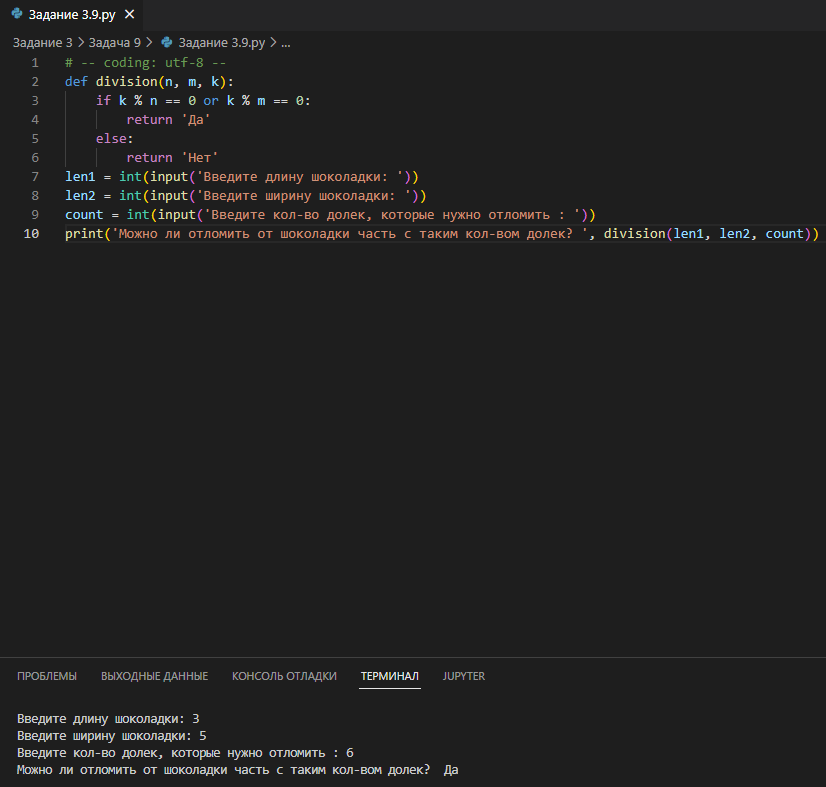 Задание 3.9.py ✕
Задание 3 > Задача 9 > Задание 3.9.py > ...
1 # -- coding: utf-8 --
2 def division(n, m, k):
3 if k % n == 0 or k % m == 0:
4 return 'Да'
5 else:
6 return 'Нет'
7 len1 = int(input('Введите длину шоколадки: '))
8 len2 = int(input('Введите ширину шоколадки: '))
9 count = int(input('Введите кол-во долек, которые нужно отломить : '))
10 print('Можно ли отломить от шоколадки часть с таким кол-вом долек? ', division(len1, len2, count))
ПРОБЛЕМЫ ВЫХОДНЫЕ ДАННЫЕ КОНСОЛЬ ОТЛАДКИ ТЕРМИНАЛ JUPYTER
Введите длину шоколадки: 3
Введите ширину шоколадки: 5
Введите кол-во долек, которые нужно отломить : 6
Можно ли отломить от шоколадки часть с таким кол-вом долек?  Да